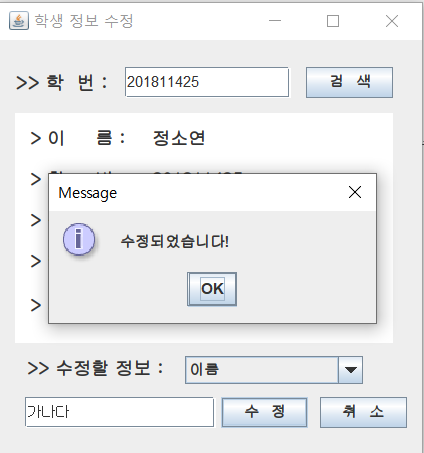 학생 정보 수정
>> 학 번 : 201811425 검 색
> 이 름 : 정소연
>
Message
>
수정되었습니다!
>
OK
>
>> 수정할 정보 : 이름
가나다 수 정 취 소